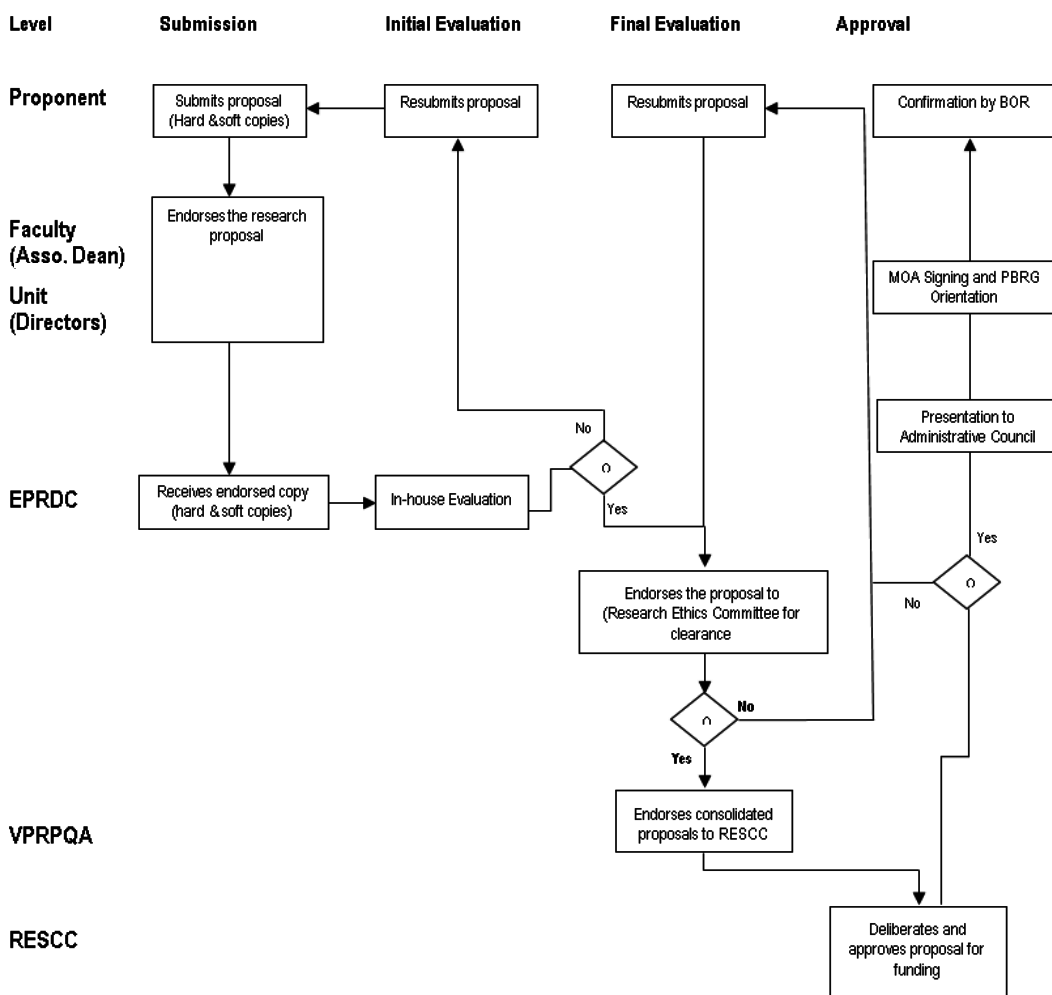 Level Submission Initial Evaluation Final Evaluation Approval
Proponent
Submits proposal
(Hard & soft copies)
Resubmits proposal
Resubmits proposal
Confirmation by BOR
Faculty
(Asso. Dean)
Unit
(Directors)
Endorses the research
proposal
MOA Signing and PBRG
Orientation
Presentation to
Administrative Council
EPRDC
Receives endorsed copy
(hard & soft copies)
In-house Evaluation
No
Yes
Endorses the proposal to
(Research Ethics Committee for
clearance
Yes
No
No
Yes
VPRPQA
Endorses consolidated
proposals to RESCC
RESCC
Deliberates and
approves proposal for
funding